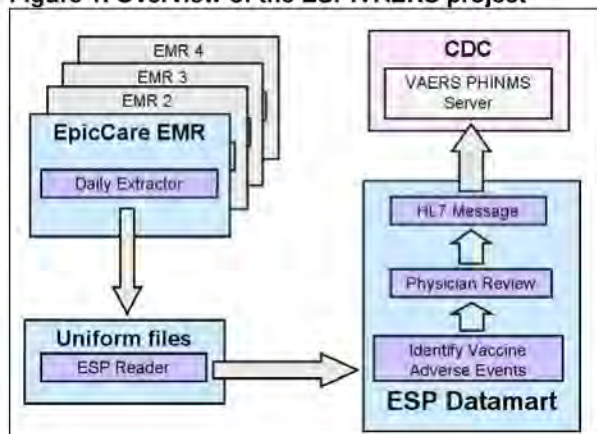 Figure 1. Overview of the ESP:VAERS project
EMR 4
EMR 3
EMR 2
EpicCare EMR
Daily Extractor
Uniform files
ESP Reader
CDC
VAERS PHINMS
Server
HL7 Message
Physician Review
Identify Vaccine
Adverse Events
ESP Datamart